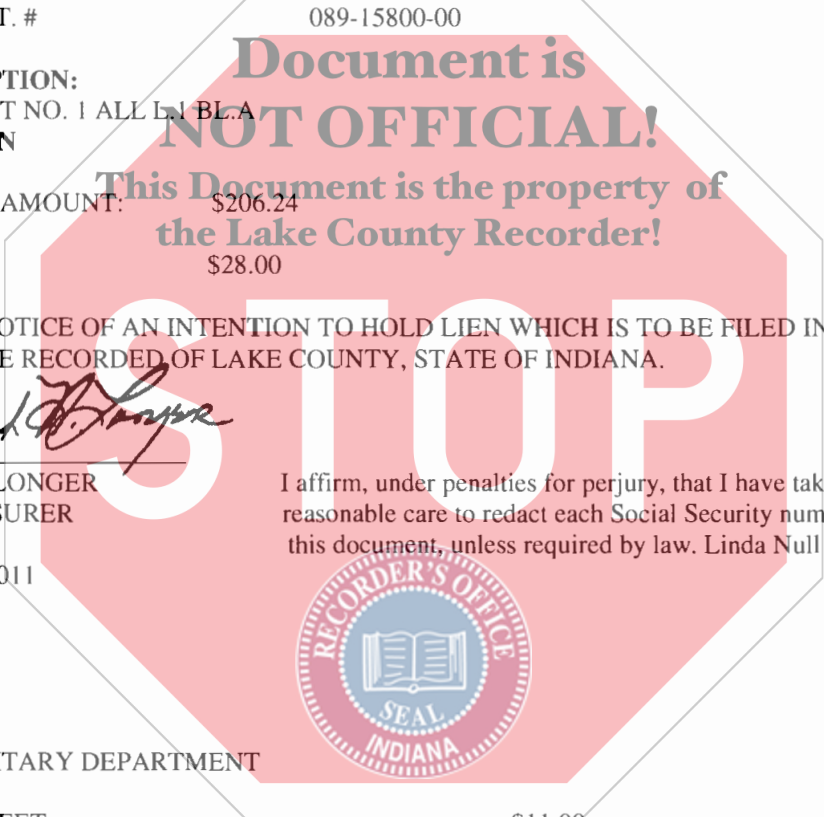 T. # 089-15800-00
Document is
PTION:
T NO. 1 ALL L.1 BL.A
NOT OFFICIAL!
N
This Document is the property of
AMOUNT: $206.24
the Lake County Recorder!
$28.00
OTICE OF AN INTENTION TO HOLD LIEN WHICH IS TO BE FILED IN
E RECORDED OF LAKE COUNTY, STATE OF INDIANA.
STOP
LONGER I affirm, under penalties for perjury, that I have tak
SURER reasonable care to redact each Social Security num
this document, unless required by law. Linda Null
011
RECORDER'S OFFICE
SEAL
INDIANA
TARY DEPARTMENT
$11.00